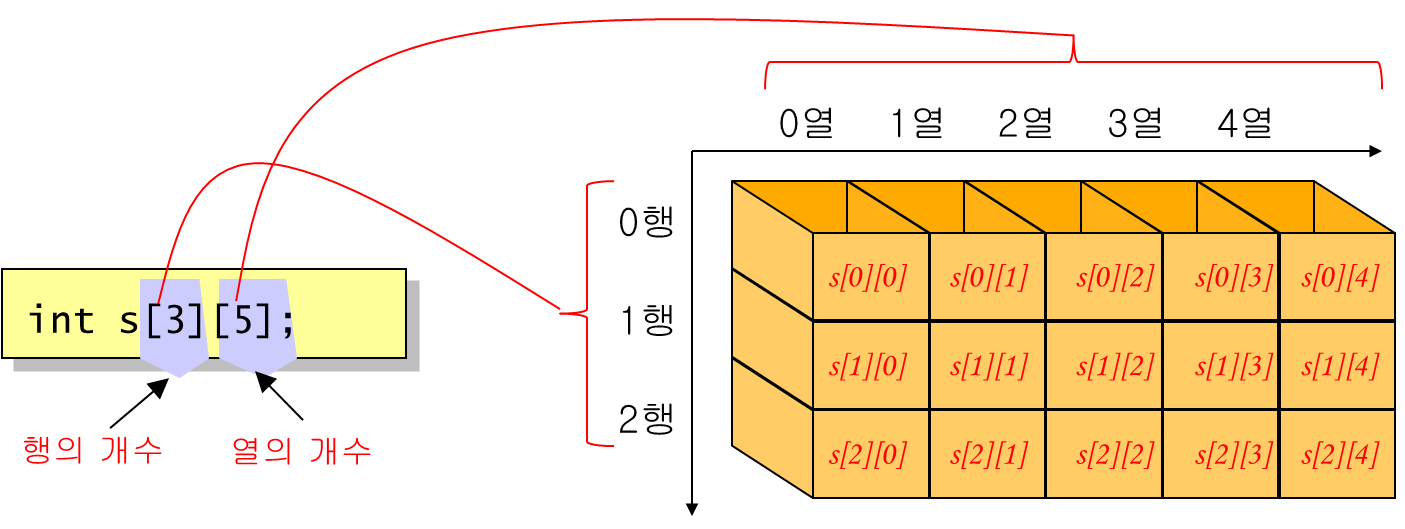 0열 1열 2열 3열 4열
0행
1행
2행
int s[3][5];
행의 개수
열의 개수
s[0][0] s[0][1] s[0][2] s[0][3] s[0][4]
s[1][0] s[1][1] s[1][2] s[1][3] s[1][4]
s[2][0] s[2][1] s[2][2] s[2][3] s[2][4]